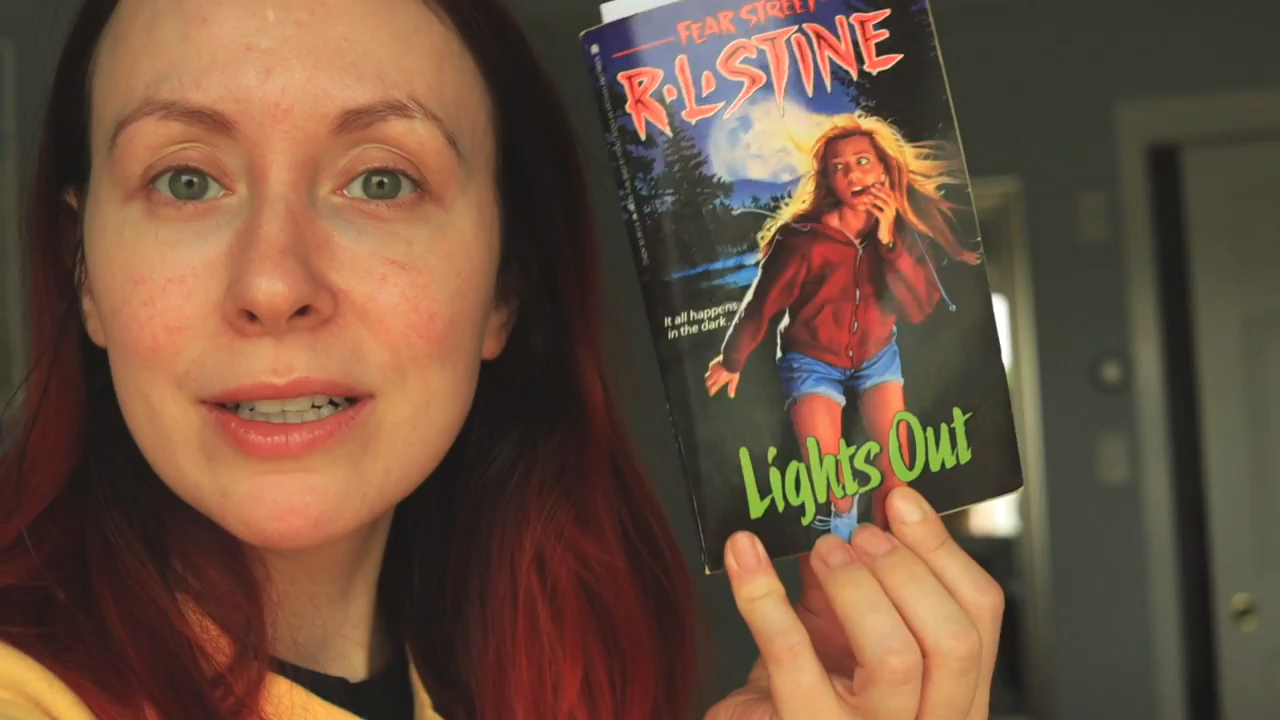 FEAR STREET
R·L·STINE
It all happens
in the dark...
Lights Out